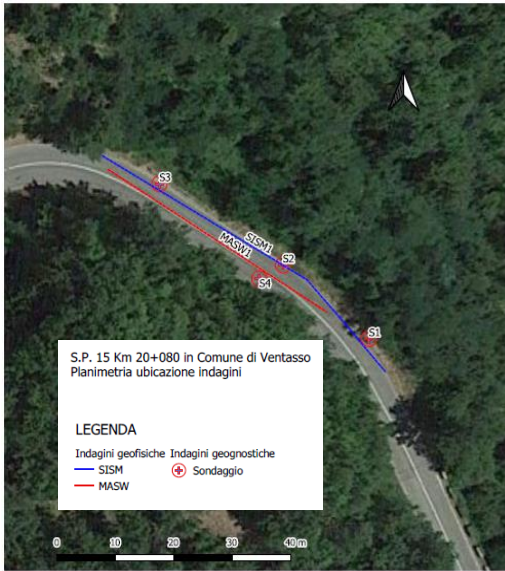 S3
SISM1
MASW1
S2
S4
S1
S.P. 15 Km 20+080 in Comune di Ventasso
Planimetria ubicazione indagini
LEGENDA
Indagini geofisiche Indagini geognostiche
SISM Sondaggio
MASW
0 10 20 30 40 m